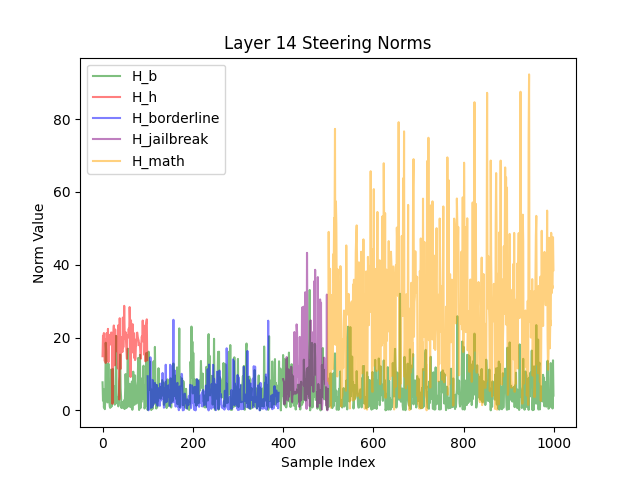 Layer 14 Steering Norms
H_b
H_h
H_borderline
H_jailbreak
H_math
Norm Value
80
60
40
20
0
0
200
400
600
800
1000
Sample Index